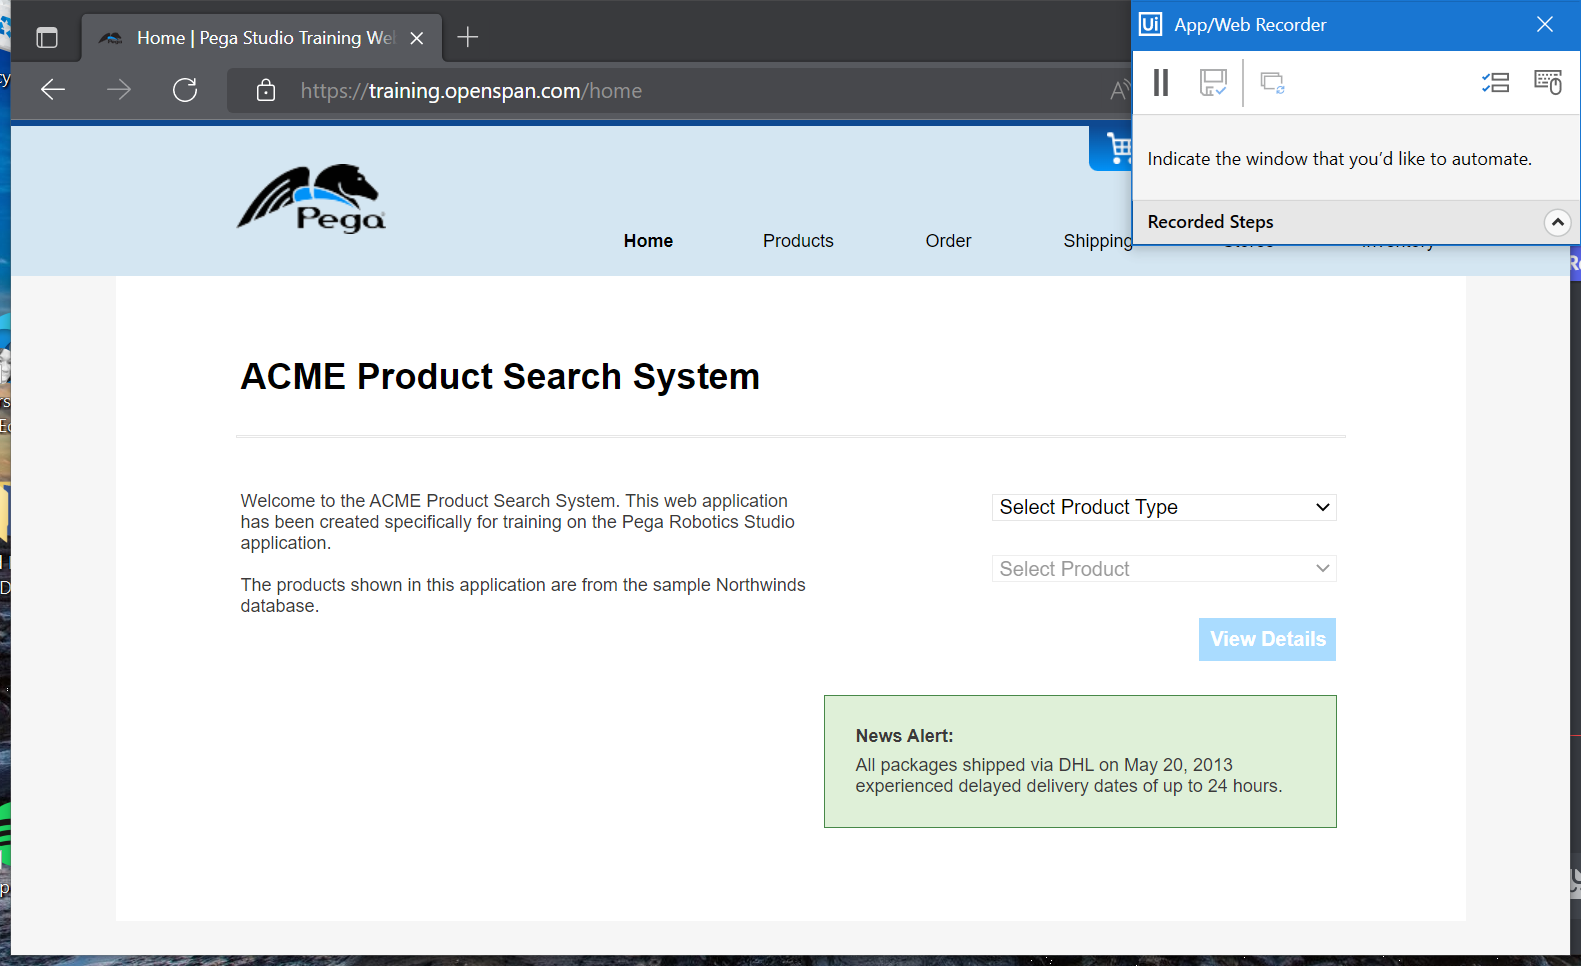 Home | Pega Studio Training We
https://training.openspan.com/home
Ui App/Web Recorder
Indicate the window that you'd like to automate.
Recorded Steps
Pega
Home Products Order Shipping
ACME Product Search System
Welcome to the ACME Product Search System. This web application
has been created specifically for training on the Pega Robotics Studio
application.
The products shown in this application are from the sample Northwinds
database.
Select Product Type
Select Product
View Details
News Alert:
All packages shipped via DHL on May 20, 2013
experienced delayed delivery dates of up to 24 hours.